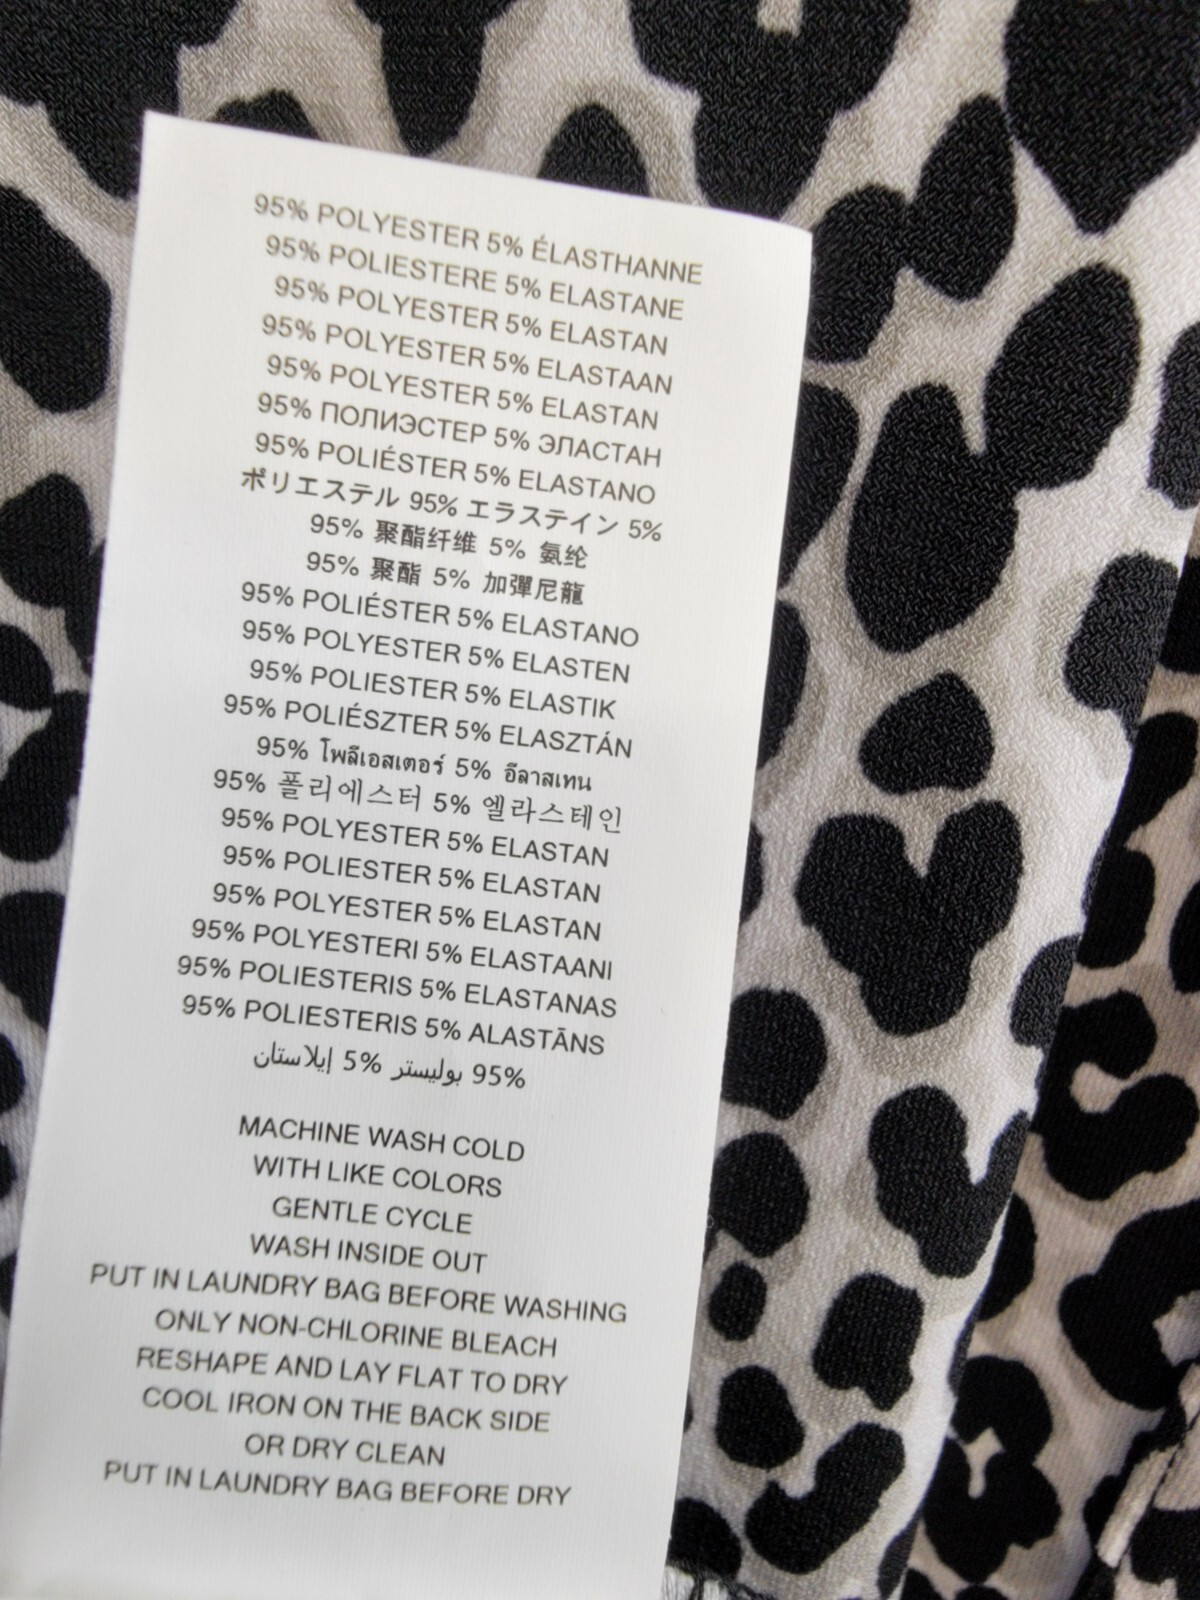 95% POLYESTER 5% ÉLASTHANNE
95% POLIESTERE 5% ELASTANE
95% POLYESTER 5% ELASTAN
95% POLYESTER 5% ELASTAAN
95% POLYESTER 5% ELASTAN
95% ПОЛИЭСТЕР 5% ЭЛАСТАН
95% POLIÉSTER 5% ELASTANO
ポリエステル 95% エラステイン 5%
95% 聚酯纤维 5% 氨纶
95% 聚酯 5% 加彈尼龍
95% POLIÉSTER 5% ELASTANO
95% POLYESTER 5% ELASTEN
95% POLIESTER 5% ELASTIK
95% POLIÉSZTER 5% ELASZTÁN
95% โพลีเอสเตอร์ 5% อีลาสเทน
95% 폴리에스터 5% 엘라스테인
95% POLYESTER 5% ELASTAN
95% POLIESTER 5% ELASTAN
95% POLYESTER 5% ELASTAN
95% POLYESTERI 5% ELASTAANI
95% POLIESTERIS 5% ELASTANAS
95% POLIESTERIS 5% ALASTĀNS
95% بوليستر 5% إيلاستان
MACHINE WASH COLD
WITH LIKE COLORS
GENTLE CYCLE
WASH INSIDE OUT
PUT IN LAUNDRY BAG BEFORE WASHING
ONLY NON-CHLORINE BLEACH
RESHAPE AND LAY FLAT TO DRY
COOL IRON ON THE BACK SIDE
OR DRY CLEAN
PUT IN LAUNDRY BAG BEFORE DRY